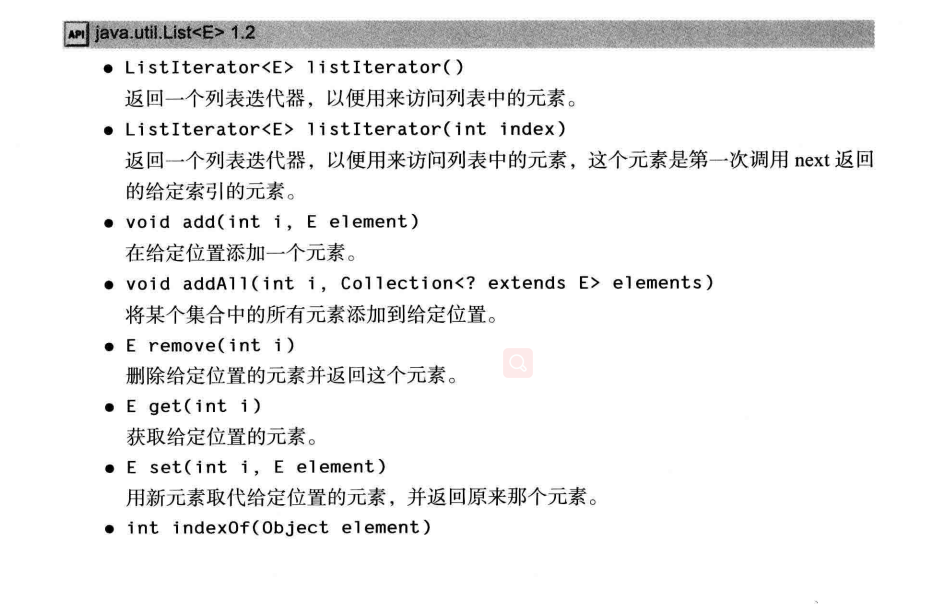 API java.util.List<E> 1.2
● ListIterator<E> listIterator()
返回一个列表迭代器，以便用来访问列表中的元素。
● ListIterator<E> listIterator(int index)
返回一个列表迭代器，以便用来访问列表中的元素，这个元素是第一次调用 next 返回
的给定索引的元素。
● void add(int i, E element)
在给定位置添加一个元素。
● void addAll(int i, Collection<? extends E> elements)
将某个集合中的所有元素添加到给定位置。
● E remove(int i)
删除给定位置的元素并返回这个元素。
● E get(int i)
获取给定位置的元素。
● E set(int i, E element)
用新元素取代给定位置的元素，并返回原来那个元素。
● int indexOf(Object element)